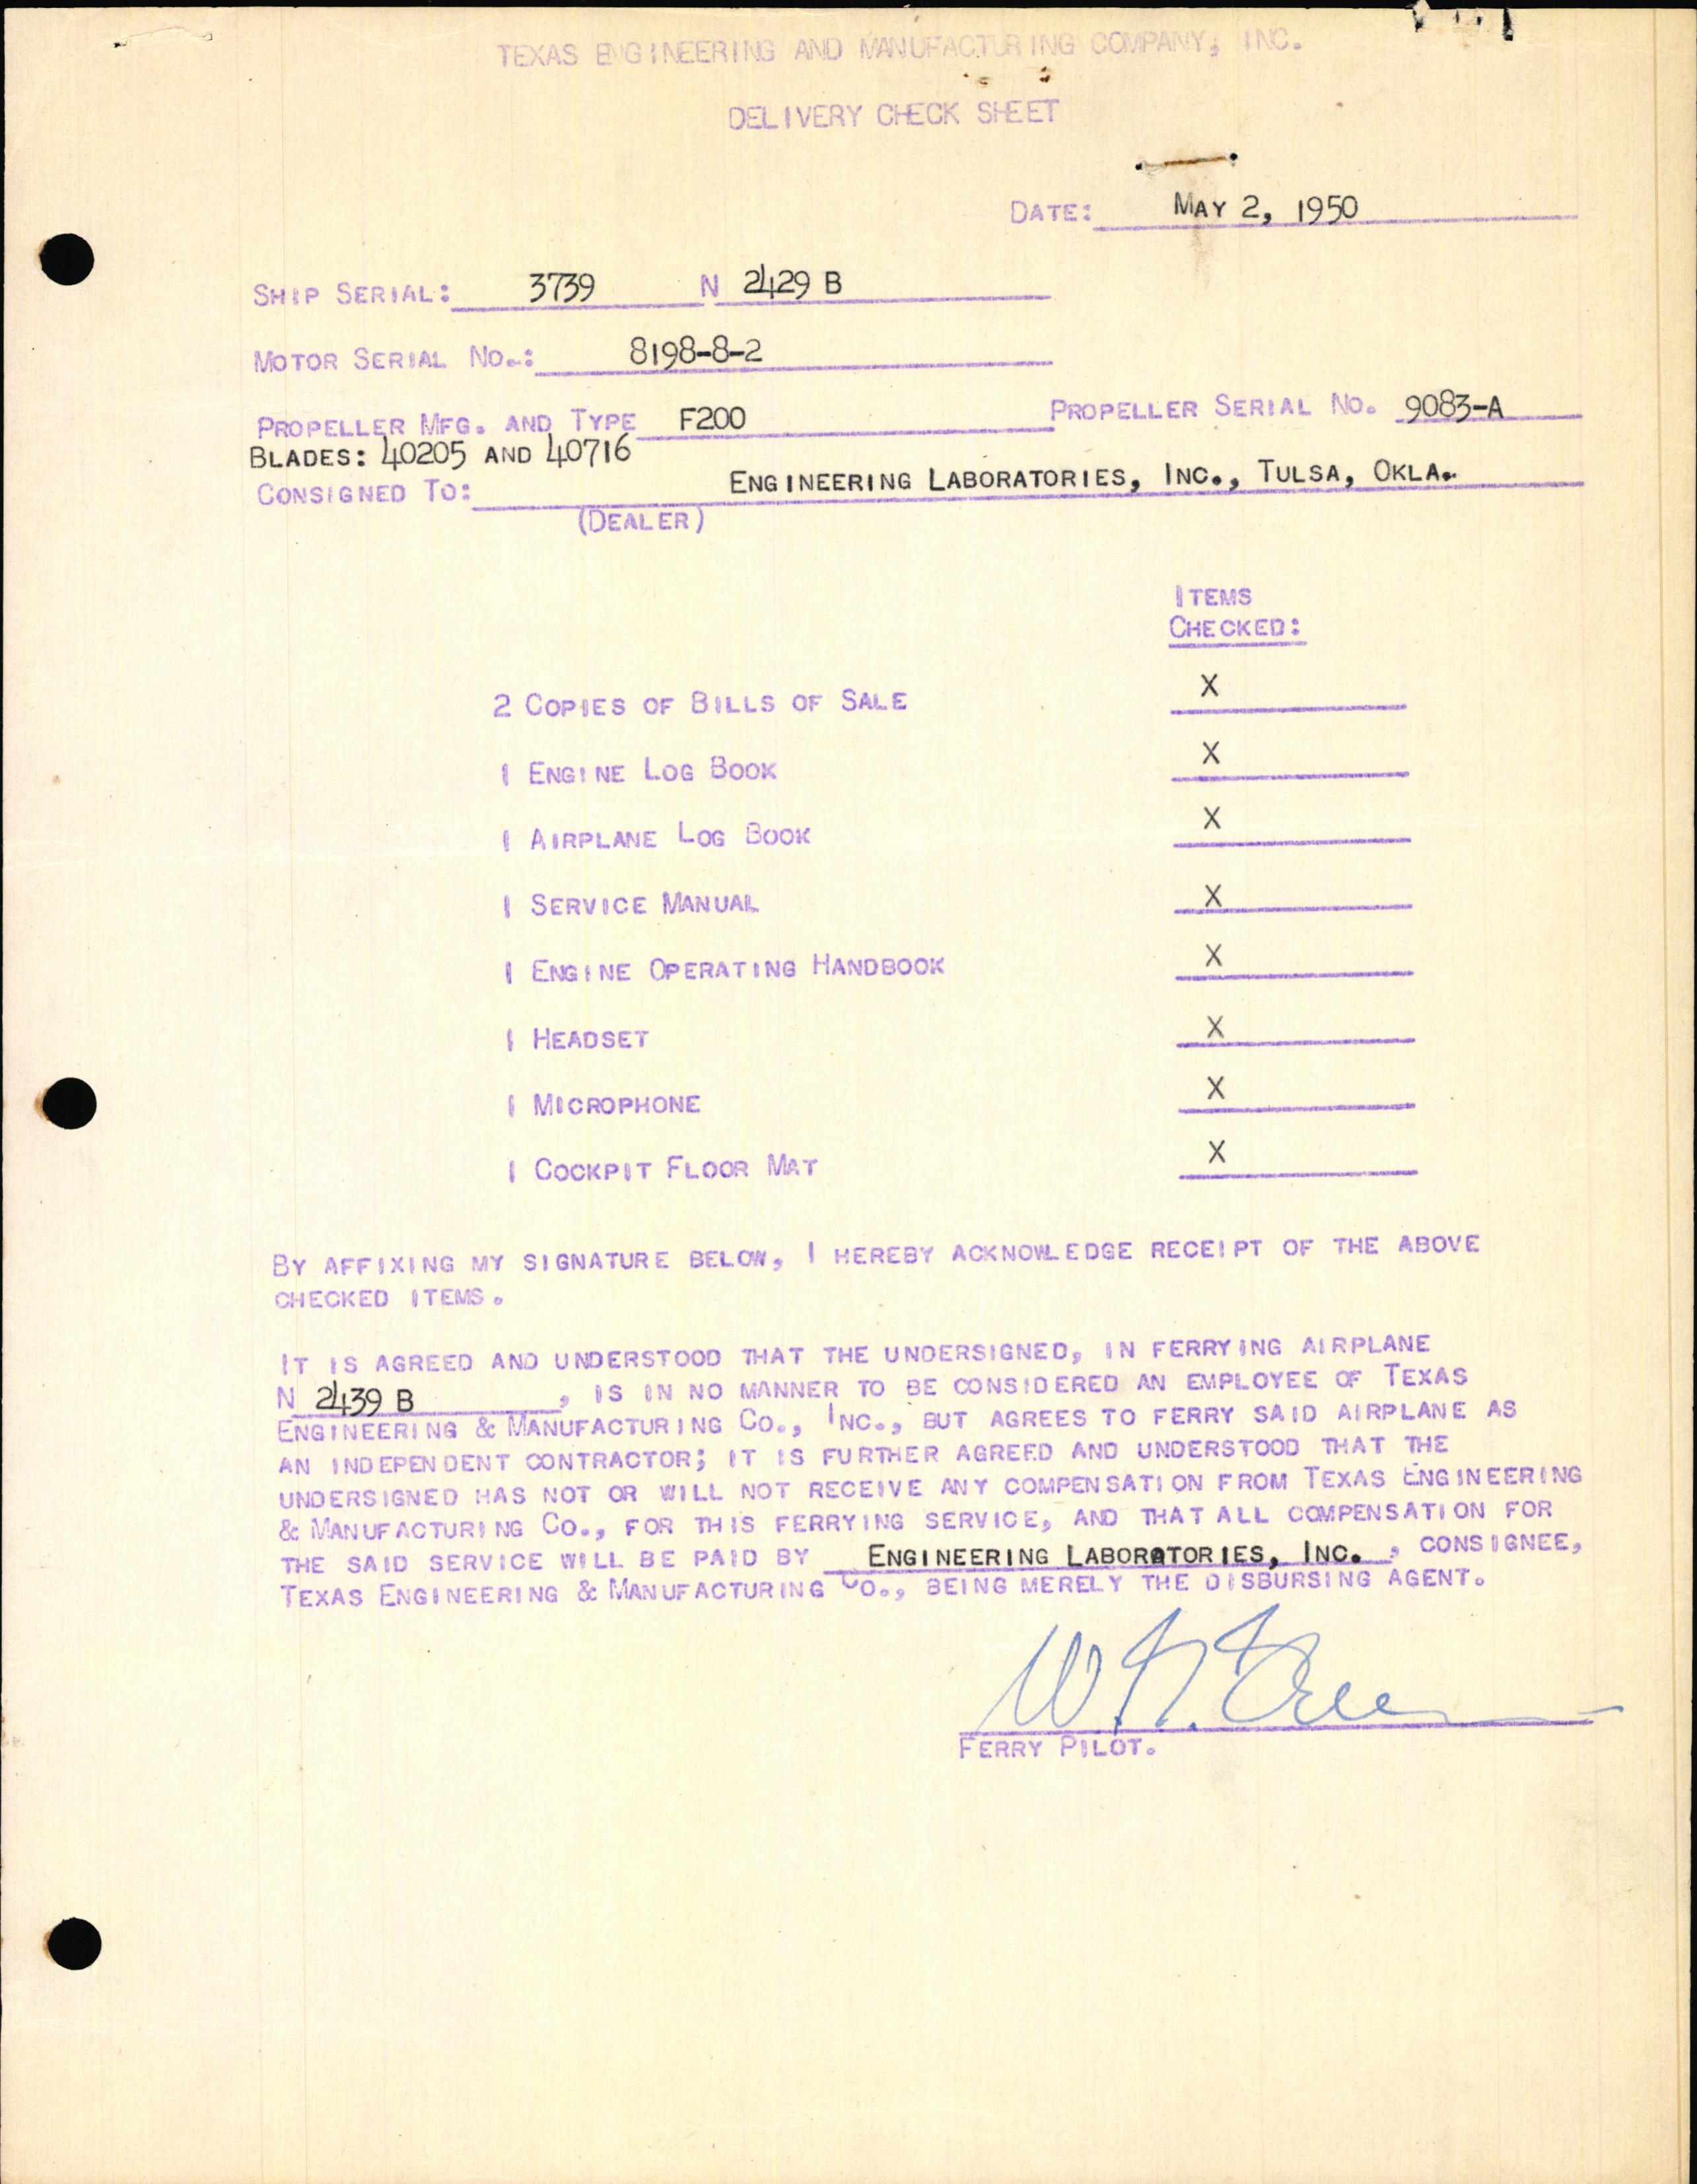 TEXAS ENGINEERING AND MANUFACTURING COMPANY, INC.
DELIVERY CHECK SHEET
DATE: MAY 2, 1950
SHIP SERIAL: 3739 N 2429 B
MOTOR SERIAL NO.: 8198-8-2
PROPELLER MFG. AND TYPE F200 PROPELLER SERIAL NO. 9083-A
BLADES: 40205 AND 40716
CONSIGNED TO: ENGINEERING LABORATORIES, INC., TULSA, OKLA.
(DEALER)
ITEMS
CHECKED:
2 COPIES OF BILLS OF SALE X
1 ENGINE LOG BOOK X
1 AIRPLANE LOG BOOK X
1 SERVICE MANUAL X
1 ENGINE OPERATING HANDBOOK X
1 HEADSET X
1 MICROPHONE X
1 COCKPIT FLOOR MAT X
BY AFFIXING MY SIGNATURE BELOW, I HEREBY ACKNOWLEDGE RECEIPT OF THE ABOVE
CHECKED ITEMS.
IT IS AGREED AND UNDERSTOOD THAT THE UNDERSIGNED, IN FERRYING AIRPLANE
N 2439 B , IS IN NO MANNER TO BE CONSIDERED AN EMPLOYEE OF TEXAS
ENGINEERING & MANUFACTURING CO., INC., BUT AGREES TO FERRY SAID AIRPLANE AS
AN INDEPENDENT CONTRACTOR; IT IS FURTHER AGREED AND UNDERSTOOD THAT THE
UNDERSIGNED HAS NOT OR WILL NOT RECEIVE ANY COMPENSATION FROM TEXAS ENGINEERING
& MANUFACTURING CO., FOR THIS FERRYING SERVICE, AND THAT ALL COMPENSATION FOR
THE SAID SERVICE WILL BE PAID BY ENGINEERING LABORATORIES, INC. , CONSIGNEE,
TEXAS ENGINEERING & MANUFACTURING CO., BEING MERELY THE DISBURSING AGENT.
FERRY PILOT.